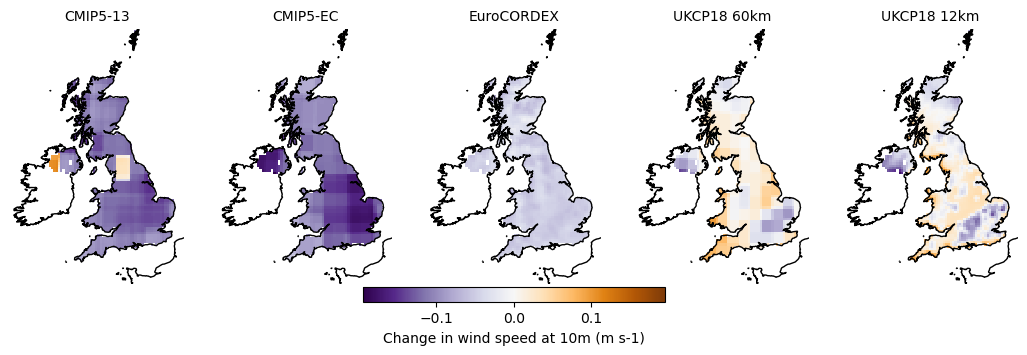 CMIP5-13
CMIP5-EC
EuroCORDEX
UKCP18 60km
UKCP18 12km
−0.1
0.0
0.1
Change in wind speed at 10m (m s-1)